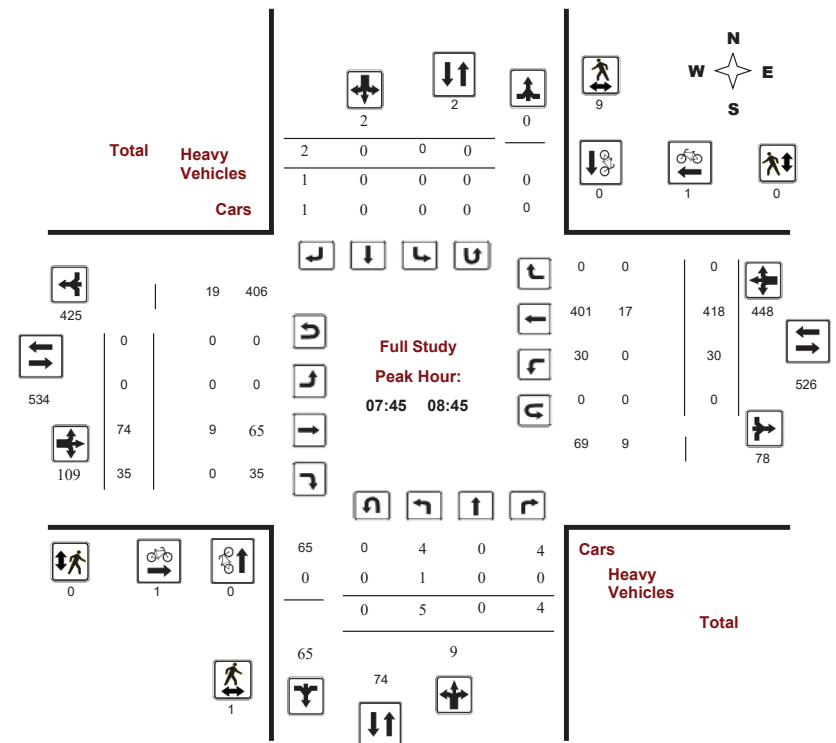 N
W E
S
2
2
0
9
Total
Heavy
Vehicles
Cars
2 0 0 0
1 0 0 0 0
1 0 0 0 0
0 1 0
425
19 406
0 0 0
534
0 0 0
74 9 65
109
35 0 35
Full Study
Peak Hour:
07:45 08:45
0 0 0
401 17 418 448
30 0 30
526
0 0 0
69 9
78
65 0 4 0 4
0 0 1 0 0
0 5 0 4
65
9
74
Cars
Heavy
Vehicles
Total
0 1 0
1